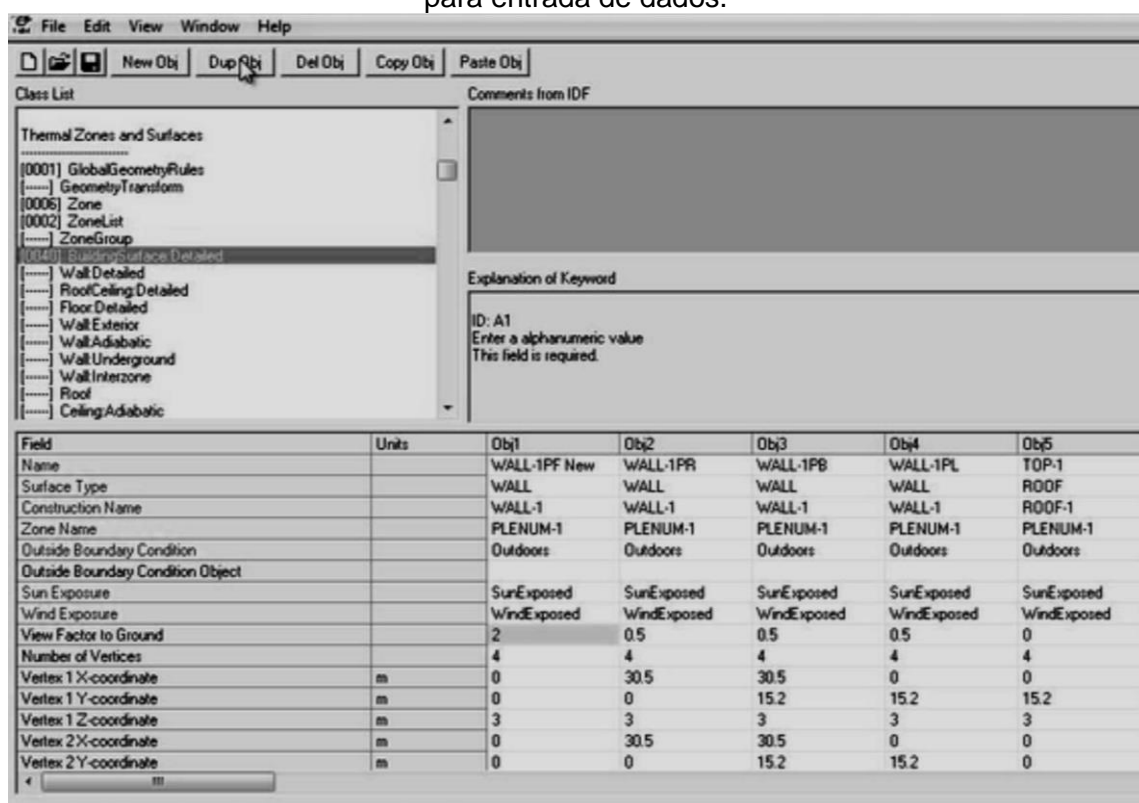 para entrada de dados.
File Edit View Window Help
New Obj Dup Obj Del Obj Copy Obj Paste Obj
Class List
Comments from IDF
Thermal Zones and Surfaces
------------------------
[0001] GlobalGeometryRules
[------] GeometryTransform
[0006] Zone
[0002] ZoneList
[------] ZoneGroup
[0040] BuildingSurface:Detailed
[------] Wall:Detailed
[------] RoofCeiling:Detailed
[------] Floor:Detailed
[------] Wall:Exterior
[------] Wall:Adiabatic
[------] Wall:Underground
[------] Wall:Interzone
[------] Roof
[------] Ceiling:Adiabatic
Explanation of Keyword
ID: A1
Enter a alphanumeric value
This field is required.
Field Units Obj1 Obj2 Obj3 Obj4 Obj5
Name WALL-1PF New WALL-1PR WALL-1PB WALL-1PL TOP-1
Surface Type WALL WALL WALL WALL ROOF
Construction Name WALL-1 WALL-1 WALL-1 WALL-1 ROOF-1
Zone Name PLENUM-1 PLENUM-1 PLENUM-1 PLENUM-1 PLENUM-1
Outside Boundary Condition Outdoors Outdoors Outdoors Outdoors Outdoors
Outside Boundary Condition Object
Sun Exposure SunExposed SunExposed SunExposed SunExposed SunExposed
Wind Exposure WindExposed WindExposed WindExposed WindExposed WindExposed
View Factor to Ground 2 0.5 0.5 0.5 0
Number of Vertices 4 4 4 4 4
Vertex 1 X-coordinate m 0 30.5 30.5 0 0
Vertex 1 Y-coordinate m 0 0 15.2 15.2 15.2
Vertex 1 Z-coordinate m 3 3 3 3 3
Vertex 2 X-coordinate m 0 30.5 30.5 0 0
Vertex 2 Y-coordinate m 0 0 15.2 15.2 0